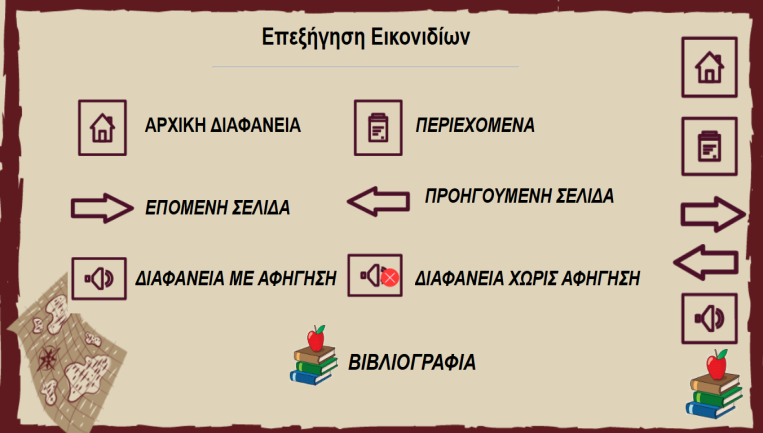 Επεξήγηση Εικονιδίων
ΑΡΧΙΚΗ ΔΙΑΦΑΝΕΙΑ
ΠΕΡΙΕΧΟΜΕΝΑ
ΕΠΟΜΕΝΗ ΣΕΛΙΔΑ
ΠΡΟΗΓΟΥΜΕΝΗ ΣΕΛΙΔΑ
ΔΙΑΦΑΝΕΙΑ ΜΕ ΑΦΗΓΗΣΗ
ΔΙΑΦΑΝΕΙΑ ΧΩΡΙΣ ΑΦΗΓΗΣΗ
ΒΙΒΛΙΟΓΡΑΦΙΑ